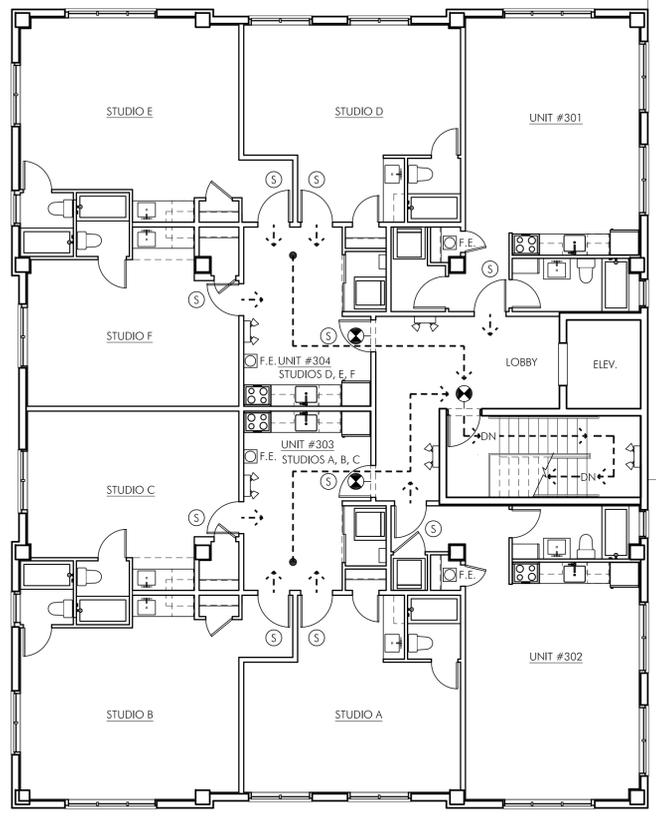 STUDIO E
STUDIO D
UNIT #301
S
S
F.E.
S
S
STUDIO F
S
F.E.
UNIT #304
STUDIOS D, E, F
LOBBY
ELEV.
UNIT #303
STUDIOS A, B, C
F.E.
DN
DN
STUDIO C
S
S
S
F.E.
S
S
UNIT #302
STUDIO B
STUDIO A